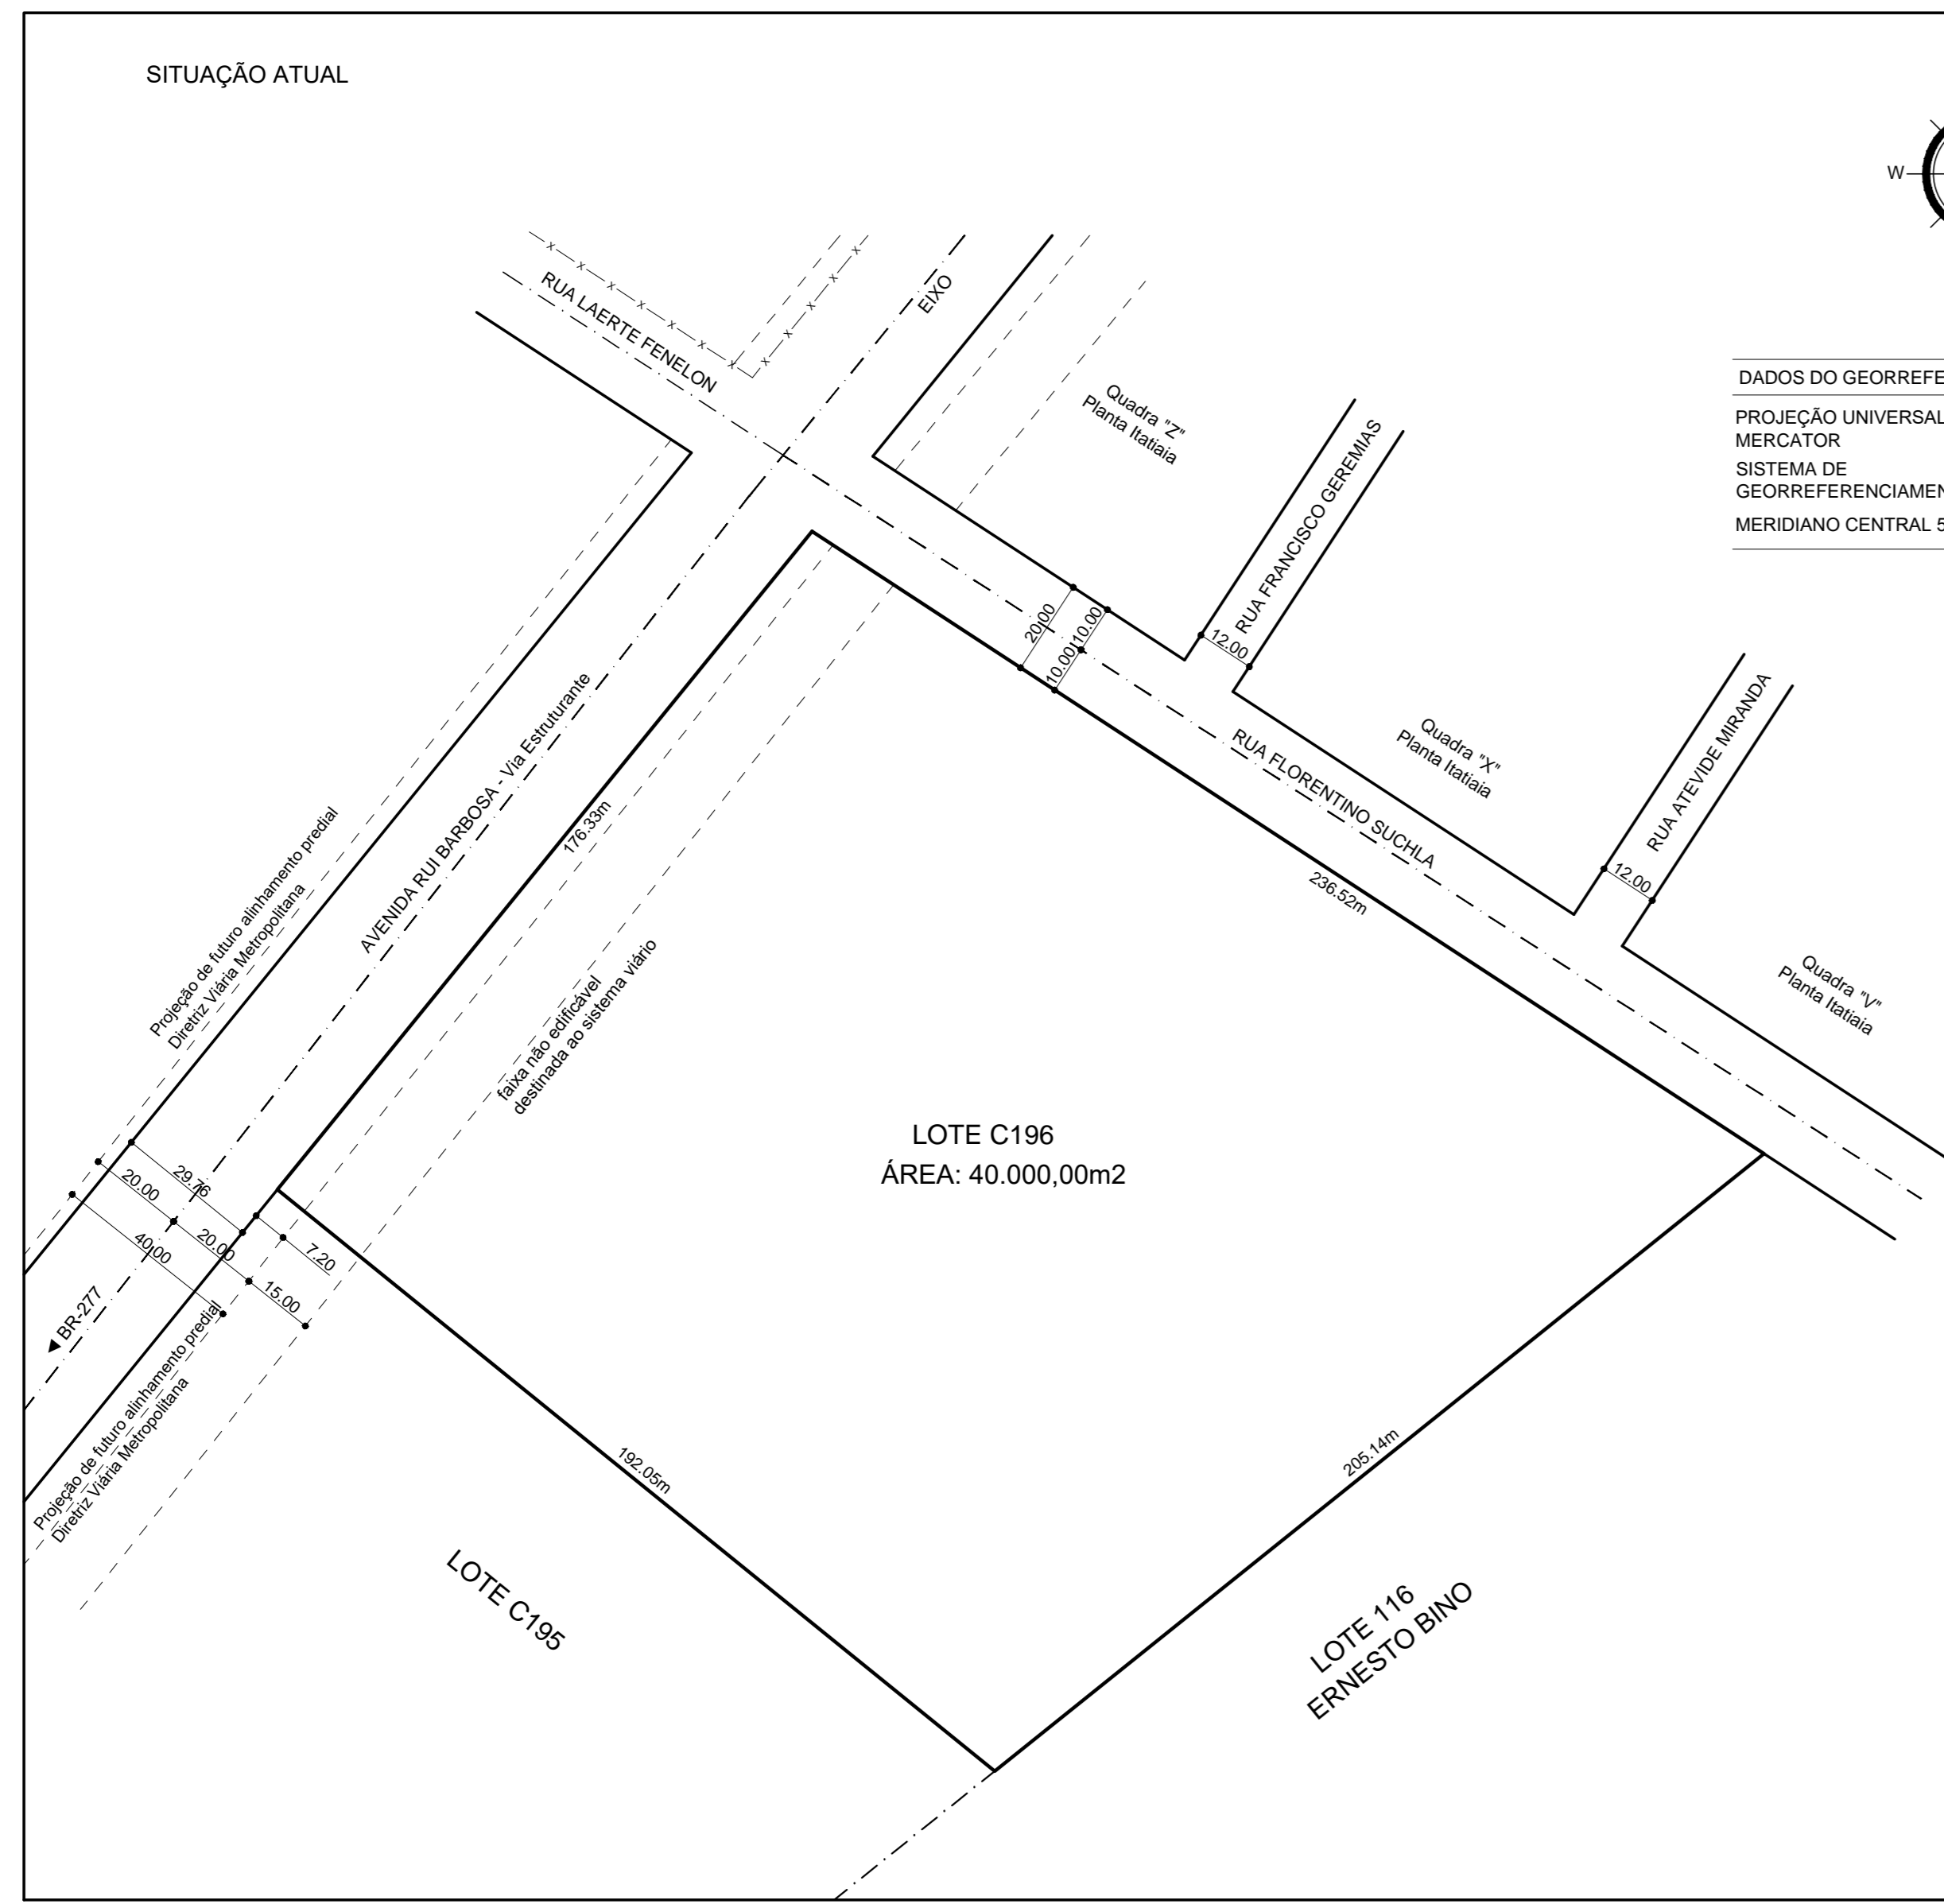 SITUAÇÃO ATUAL
W
RUA LAERTE FENELON
EIXO
DADOS DO GEORREFE
PROJEÇÃO UNIVERSAL
MERCATOR
SISTEMA DE
GEORREFERENCIAMEN
MERIDIANO CENTRAL 5
Quadra "Z"
Planta Itatiaia
RUA FRANCISCO GEREMIAS
20.00
10.00
10.00
12.00
RUA ATEVIDE MIRANDA
Quadra "X"
Planta Itatiaia
RUA FLORENTINO SUCHLA
12.00
236.52m
Quadra "V"
Planta Itatiaia
AVENIDA RUI BARBOSA - Via Estruturante
176.33m
Projeção de futuro alinhamento predial
Diretriz Viária Metropolitana
faixa não edificável
destinada ao sistema viário
LOTE C196
ÁREA: 40.000,00m2
29.76
20.00
20.00
40.00
7.20
15.00
BR-277
Projeção de futuro alinhamento predial
Diretriz Viária Metropolitana
192.05m
205.14m
LOTE C195
LOTE 116
ERNESTO BINO